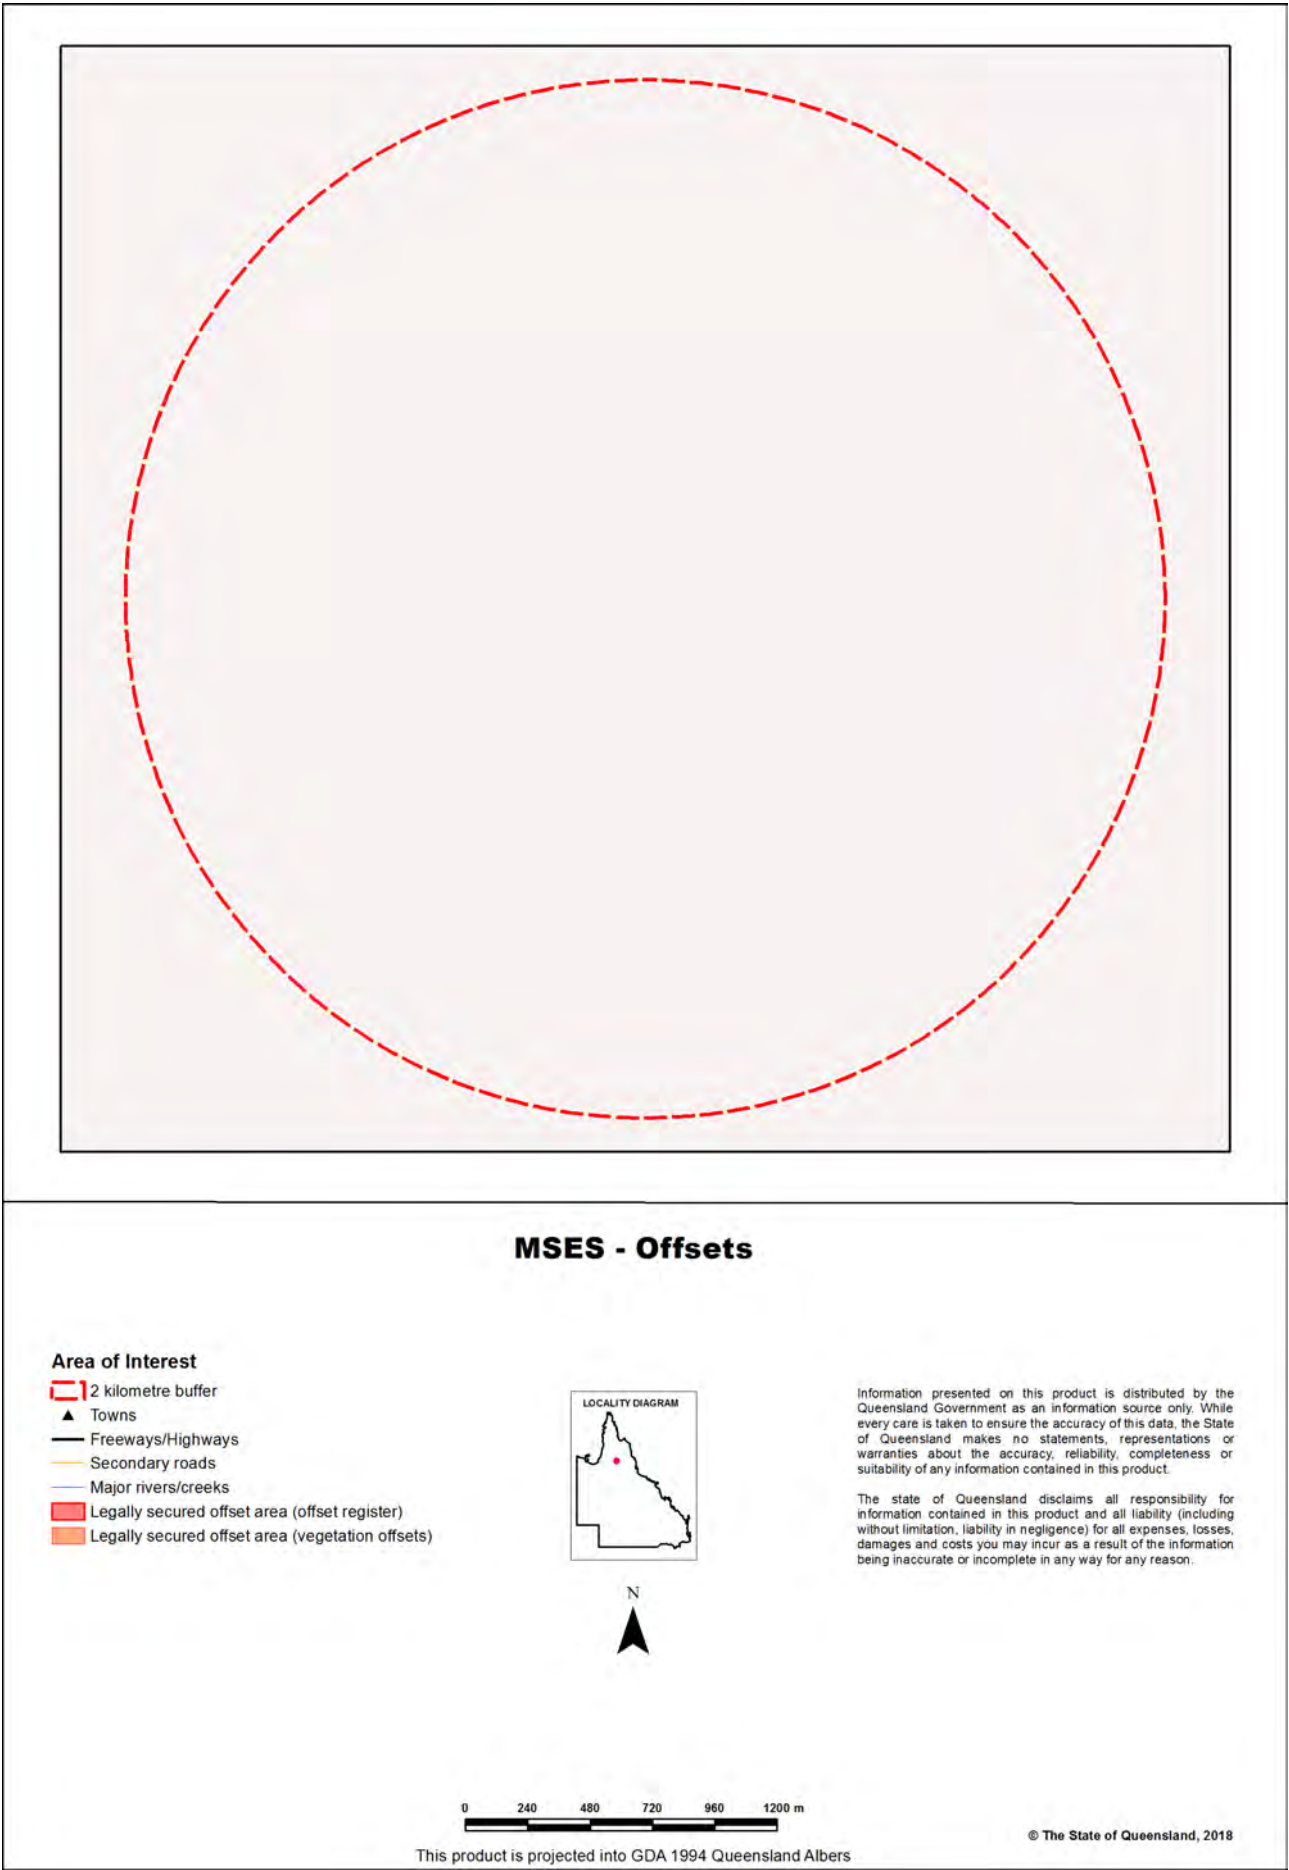 MSES - Offsets
Area of Interest
2 kilometre buffer
Towns
Freeways/Highways
Secondary roads
Major rivers/creeks
Legally secured offset area (offset register)
Legally secured offset area (vegetation offsets)
LOCALITY DIAGRAM
N
Information presented on this product is distributed by the
Queensland Government as an information source only. While
every care is taken to ensure the accuracy of this data, the State
of Queensland makes no statements, representations or
warranties about the accuracy, reliability, completeness or
suitability of any information contained in this product.
The state of Queensland disclaims all responsibility for
information contained in this product and all liability (including
without limitation, liability in negligence) for all expenses, losses,
damages and costs you may incur as a result of the information
being inaccurate or incomplete in any way for any reason.
0 240 480 720 960 1200 m
This product is projected into GDA 1994 Queensland Albers
© The State of Queensland, 2018